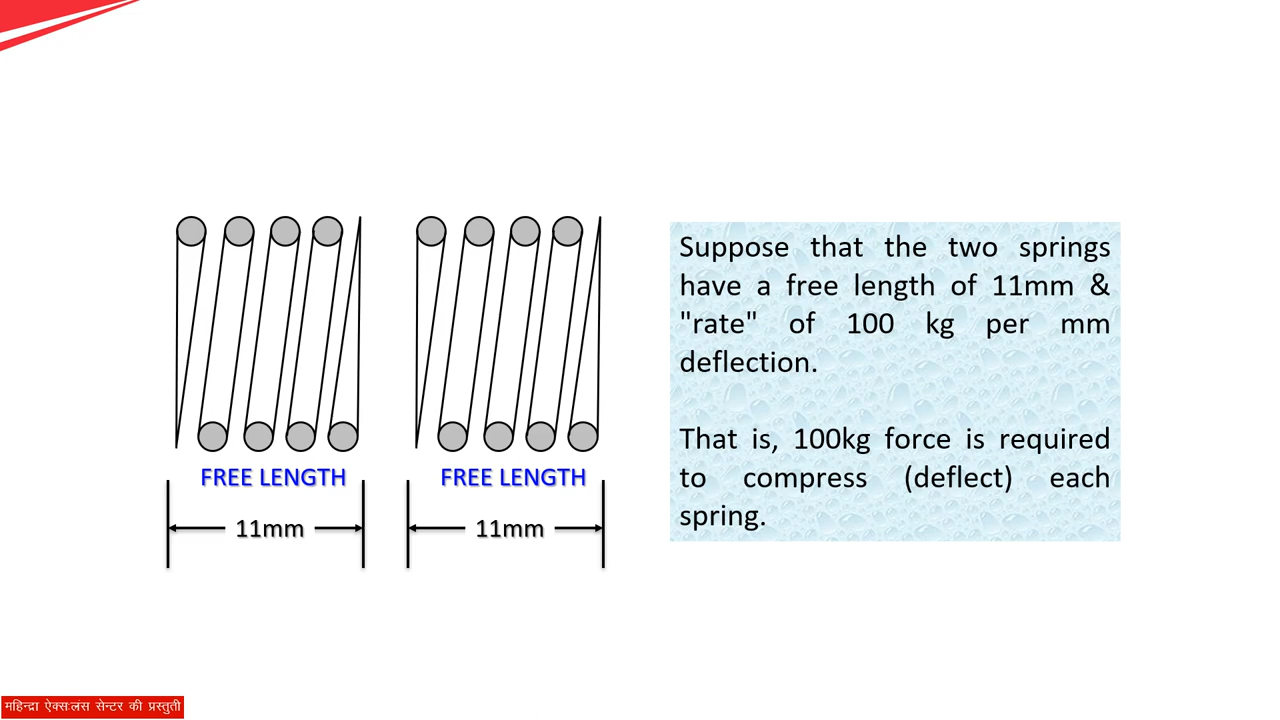 Suppose that the two springs
have a free length of 11mm &
"rate" of 100 kg per mm
deflection.
That is, 100kg force is required
to compress (deflect) each
spring.
FREE LENGTH
FREE LENGTH
11mm
11mm
महिन्द्रा ऐक्सःलंस सेन्टर की प्रस्तुती